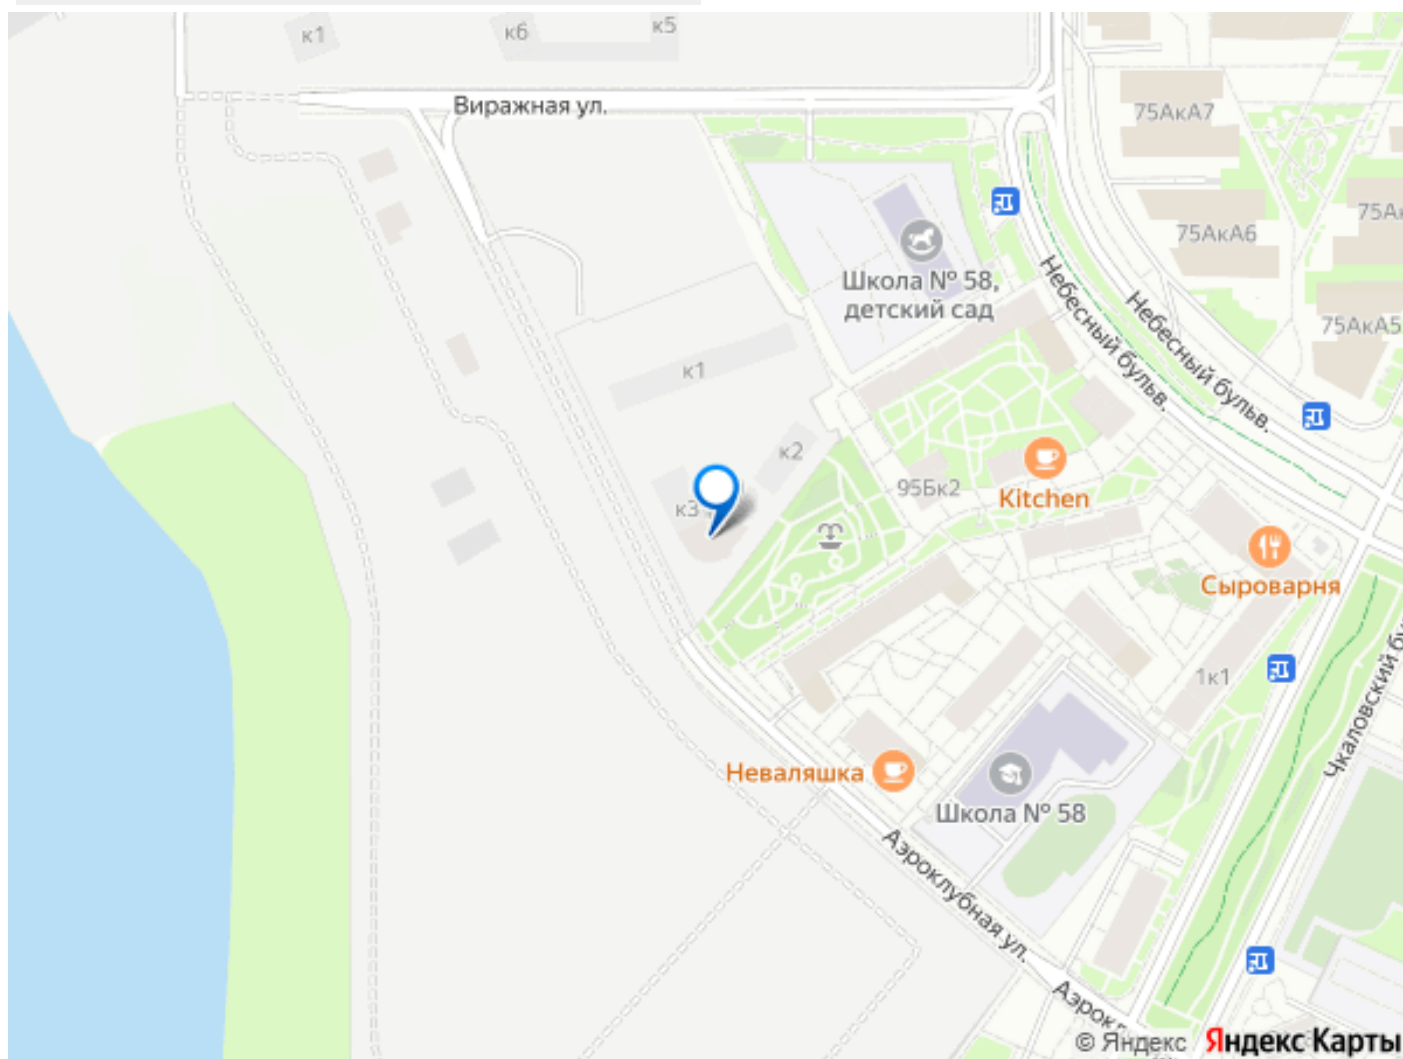 к1
к6
к5
Виражная ул.
75АкА7
75АкА6
75А
Школа № 58,
детский сад
Небесный бульв.
Небесный бульв.
75АкА5
к1
к2
95Бк2
Kitchen
к3
Сыроварня
1к1
Чкаловский б
Неваляшка
Школа № 58
Аэроклубная ул.
Аэрок
© Яндекс Яндекс Карты